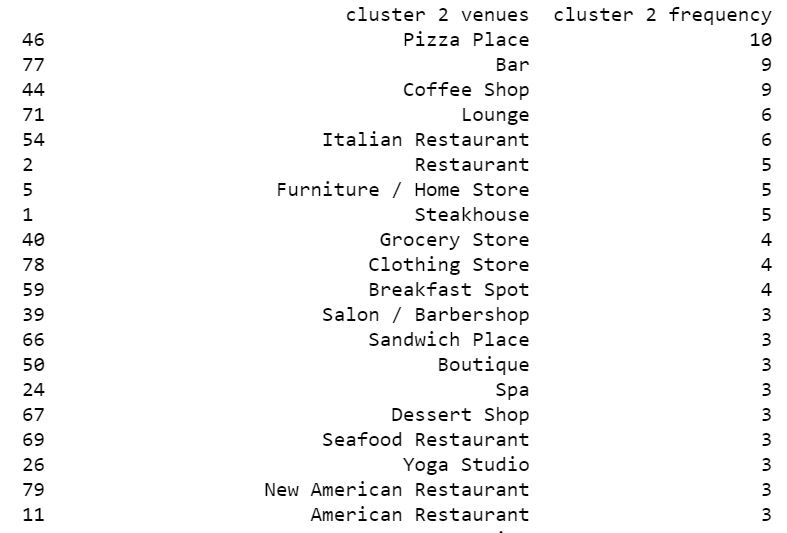 cluster 2 venues cluster 2 frequency
46 Pizza Place 10
77 Bar 9
44 Coffee Shop 9
71 Lounge 6
54 Italian Restaurant 6
2 Restaurant 5
5 Furniture / Home Store 5
1 Steakhouse 5
40 Grocery Store 4
78 Clothing Store 4
59 Breakfast Spot 4
39 Salon / Barbershop 3
66 Sandwich Place 3
50 Boutique 3
24 Spa 3
67 Dessert Shop 3
69 Seafood Restaurant 3
26 Yoga Studio 3
79 New American Restaurant 3
11 American Restaurant 3